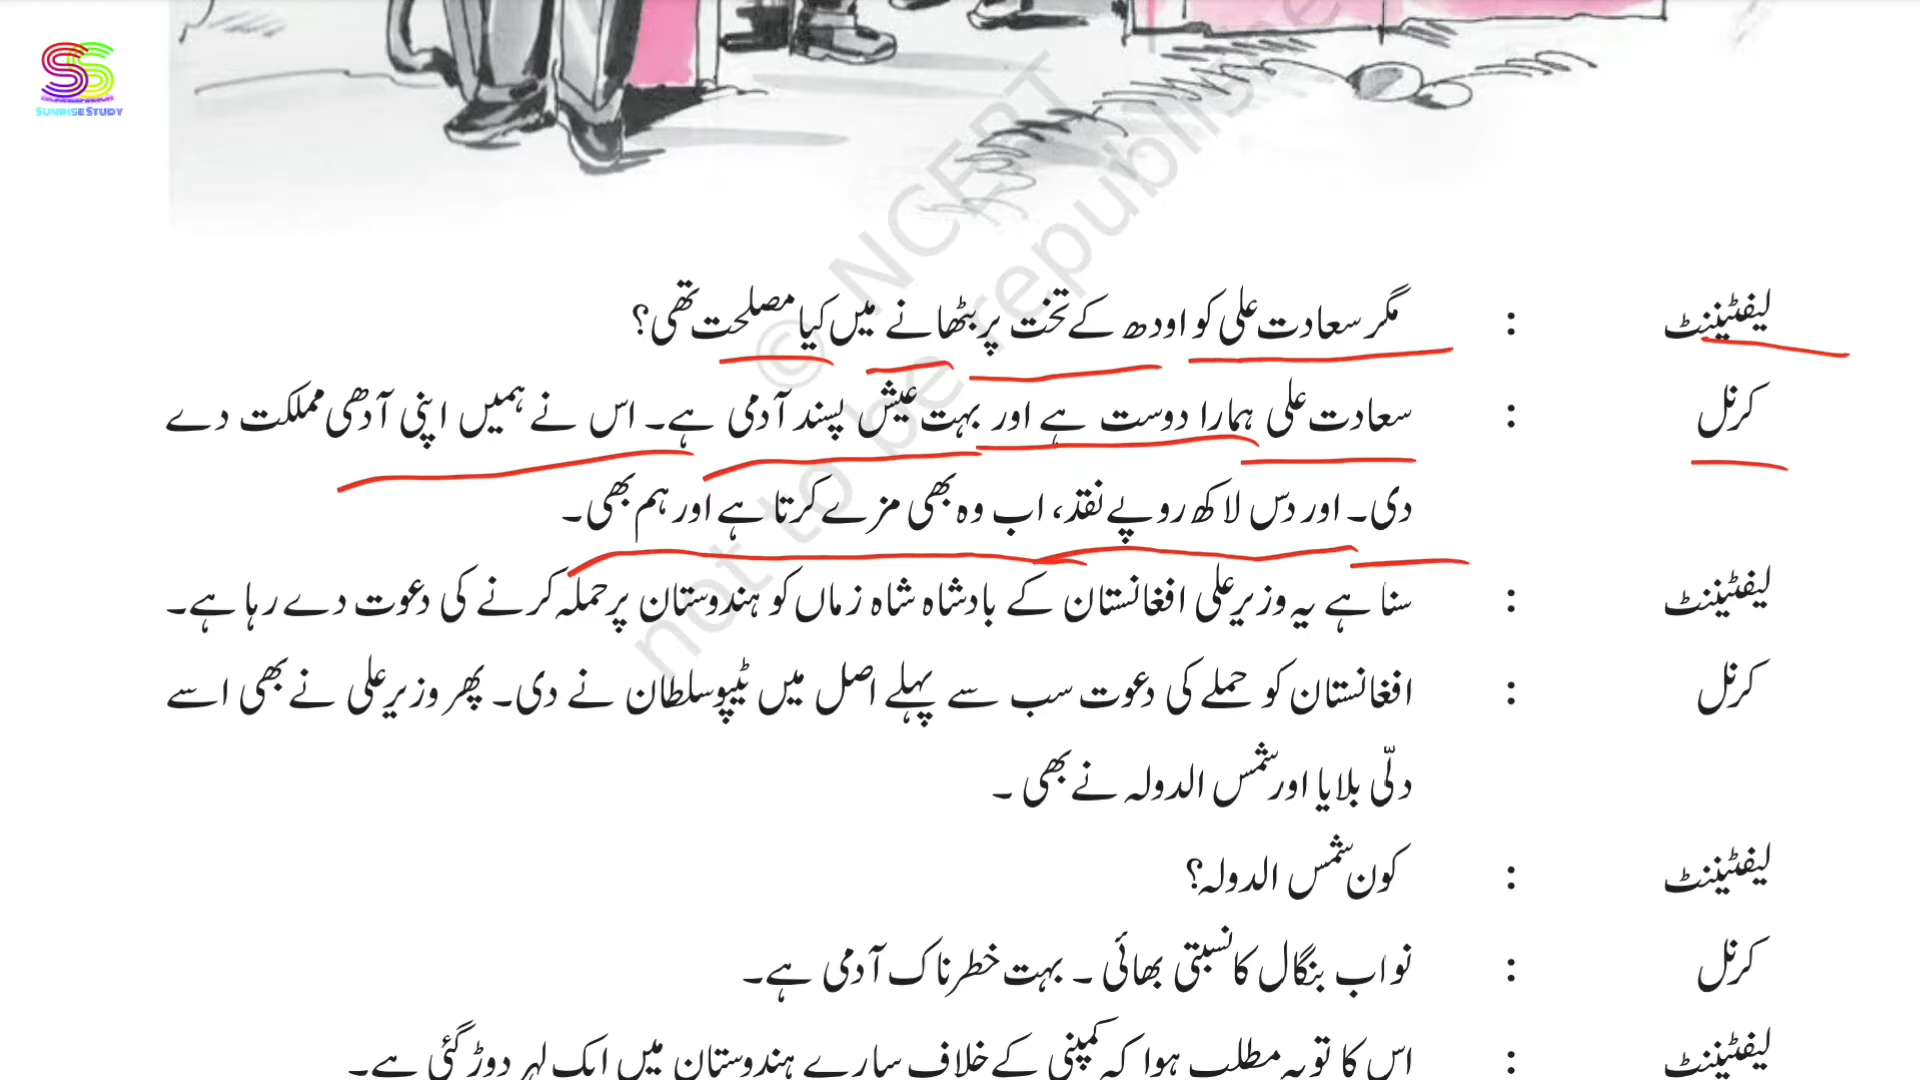 SUNRISE STUDY
© NCERT
not to be republished
لیفٹیننٹ : مگر سعادت علی کو اودھ کے تخت پر بٹھانے میں کیا مصلحت تھی؟
کرنل : سعادت علی ہمارا دوست ہے اور بہت عیش پسند آدمی ہے۔ اس نے ہمیں اپنی آدھی مملکت دے
دی۔ اور دس لاکھ روپے نقد، اب وہ بھی مزے کرتا ہے اور ہم بھی۔
لیفٹیننٹ : سنا ہے یہ وزیر علی افغانستان کے بادشاہ شاہ زماں کو ہندوستان پر حملہ کرنے کی دعوت دے رہا ہے۔
کرنل : افغانستان کو حملے کی دعوت سب سے پہلے اصل میں ٹیپو سلطان نے دی۔ پھر وزیر علی نے بھی اسے
دلّی بلایا اور شمس الدولہ نے بھی ۔
لیفٹیننٹ : کون شمس الدولہ؟
کرنل : نواب بنگال کا نسبتی بھائی ۔ بہت خطرناک آدمی ہے۔
لیفٹیننٹ : اس کا تو یہ مطلب ہوا کہ کمپنی کے خلاف سارے ہندوستان میں ایک لہر دوڑ گئی ہے۔